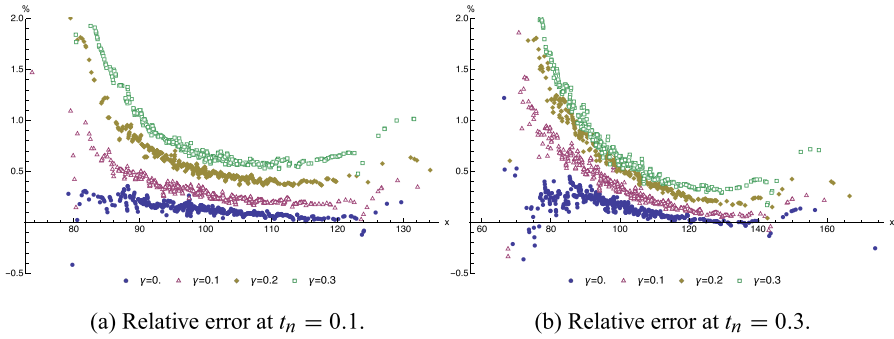 %
2.0
1.5
1.0
0.5
−0.5
80 90 100 110 120 130 x
γ=0. γ=0.1 γ=0.2 γ=0.3
(a) Relative error at tₙ = 0.1.
%
2.0
1.5
1.0
0.5
0
−0.5
60 80 100 120 140 160 x
γ=0. γ=0.1 γ=0.2 γ=0.3
(b) Relative error at tₙ = 0.3.